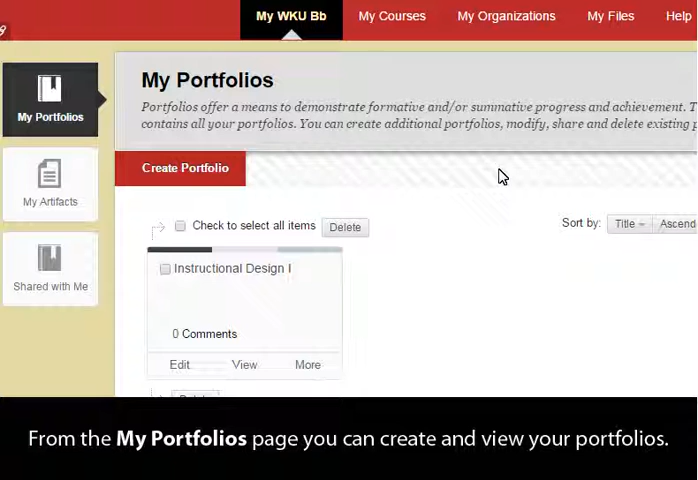 My WKU Bb My Courses My Organizations My Files Help
My Portfolios
My Portfolios
Portfolios offer a means to demonstrate formative and/or summative progress and achievement.
contains all your portfolios. You can create additional portfolios, modify, share and delete existing
Create Portfolio
My Artifacts
Check to select all items Delete
Sort by: Title Ascend
Instructional Design I
Shared with Me
0 Comments
Edit View More
From the My Portfolios page you can create and view your portfolios.